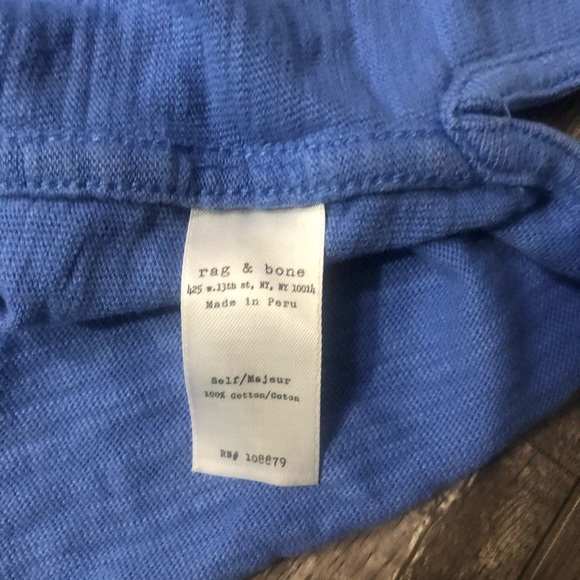 rag & bone
425 w.13th st, NY, NY 10014
Made in Peru
Self/Majeur
100% Cotton/Coton
RN# 108879